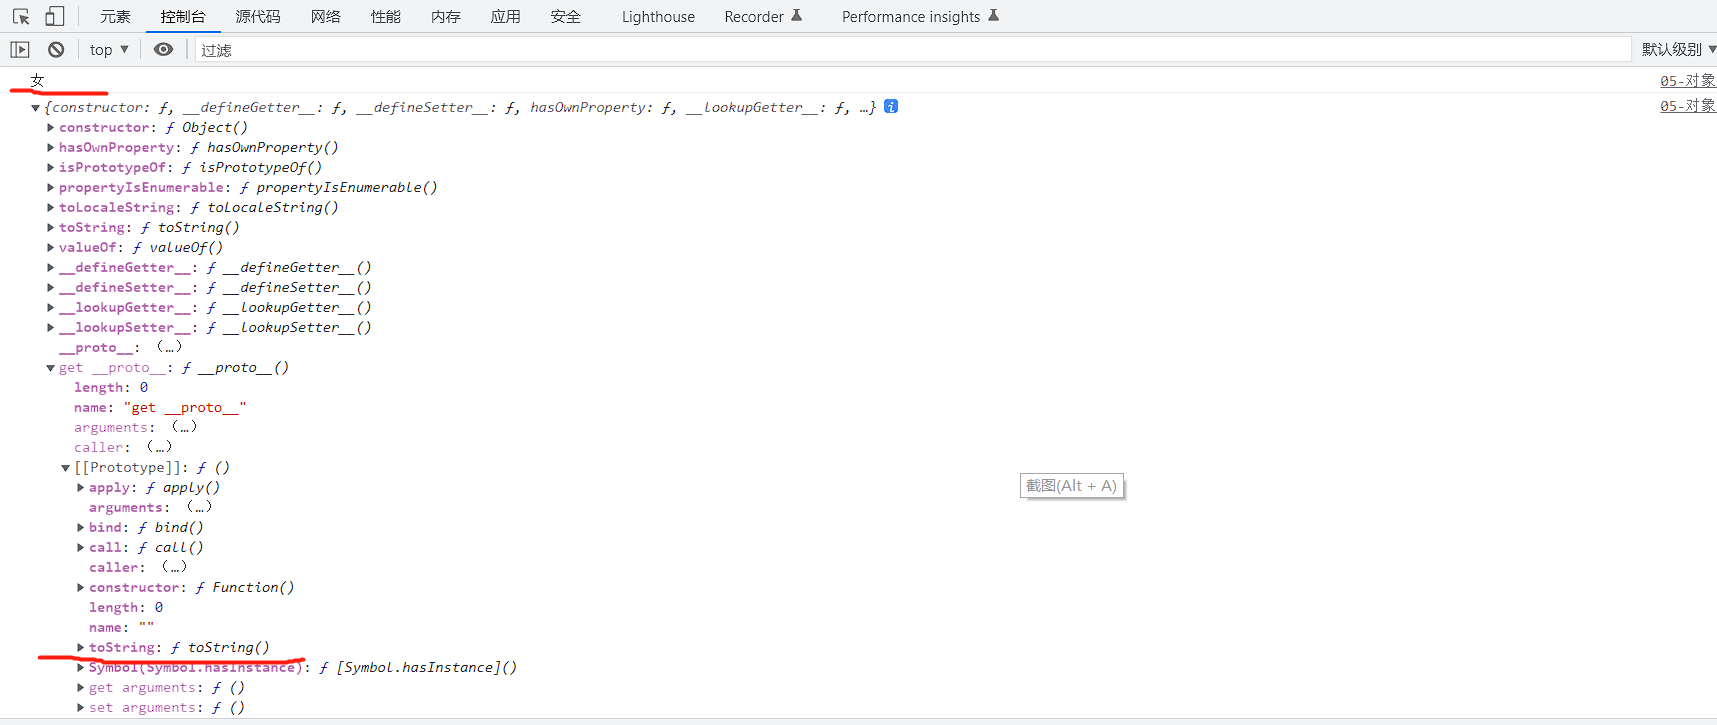 元素 控制台 源代码 网络 性能 内存 应用 安全 Lighthouse Recorder Performance insights
top ▼ 过滤 默认级别 ▼
女 05-对象
▼{constructor: ƒ, __defineGetter__: ƒ, __defineSetter__: ƒ, hasOwnProperty: ƒ, __lookupGetter__: ƒ, …} i 05-对象
▶constructor: ƒ Object()
▶hasOwnProperty: ƒ hasOwnProperty()
▶isPrototypeOf: ƒ isPrototypeOf()
▶propertyIsEnumerable: ƒ propertyIsEnumerable()
▶toLocaleString: ƒ toLocaleString()
▶toString: ƒ toString()
▶valueOf: ƒ valueOf()
▶__defineGetter__: ƒ __defineGetter__()
▶__defineSetter__: ƒ __defineSetter__()
▶__lookupGetter__: ƒ __lookupGetter__()
▶__lookupSetter__: ƒ __lookupSetter__()
__proto__: (…)
▼get __proto__: ƒ __proto__()
length: 0
name: "get __proto__"
arguments: (…)
caller: (…)
▼[[Prototype]]: ƒ ()
▶apply: ƒ apply()
截图(Alt + A)
arguments: (…)
▶bind: ƒ bind()
▶call: ƒ call()
caller: (…)
▶constructor: ƒ Function()
length: 0
name: ""
▶toString: ƒ toString()
▶Symbol(Symbol.hasInstance): ƒ [Symbol.hasInstance]()
▶get arguments: ƒ ()
▶set arguments: ƒ ()